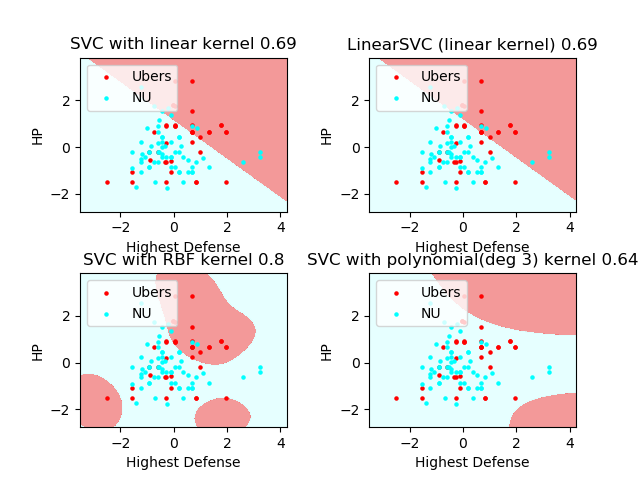 SVC with linear kernel 0.69
Ubers
NU
HP
2
0
−2
−2
0
2
4
Highest Defense
LinearSVC (linear kernel) 0.69
Ubers
NU
HP
2
0
−2
−2
0
2
4
Highest Defense
SVC with RBF kernel 0.8
Ubers
NU
HP
2
0
−2
−2
0
2
4
Highest Defense
SVC with polynomial(deg 3) kernel 0.64
Ubers
NU
HP
2
0
−2
−2
0
2
4
Highest Defense